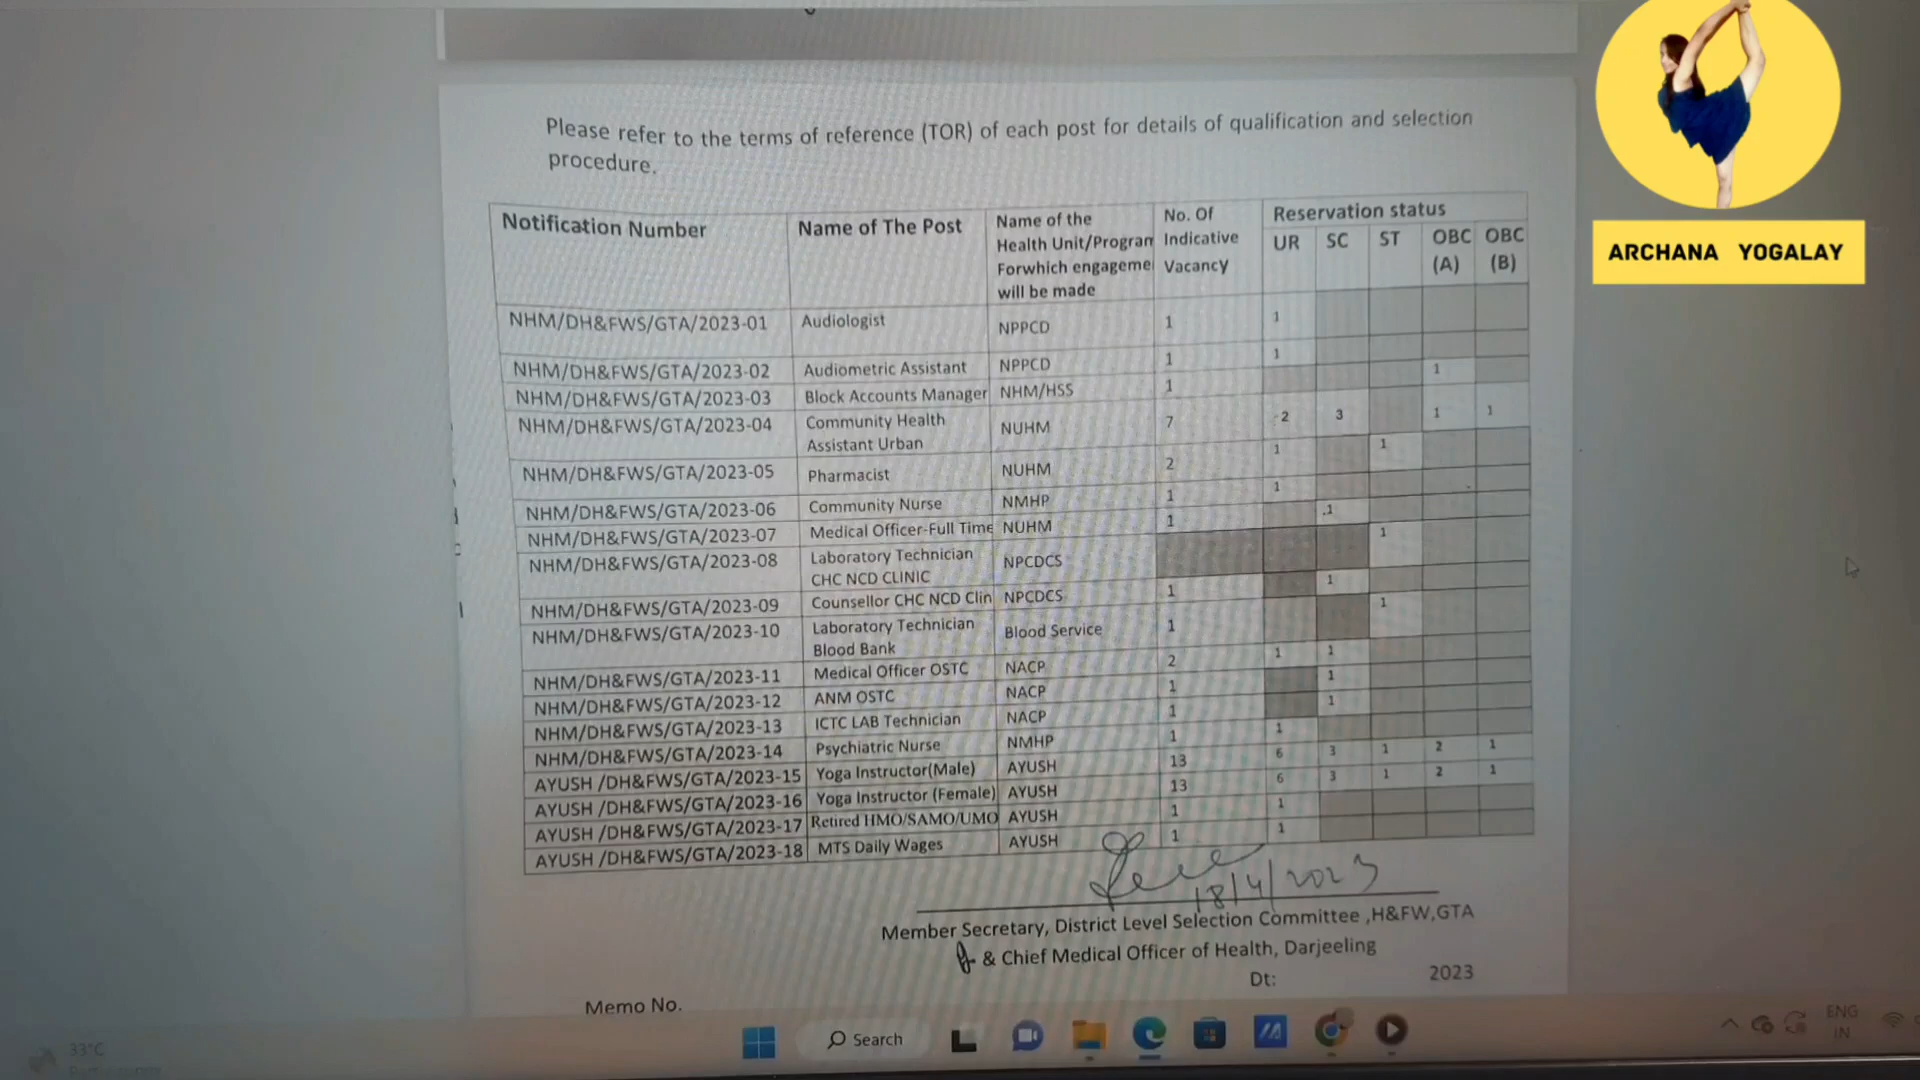 Please refer to the terms of reference (TOR) of each post for details of qualification and selection
procedure.
Notification Number Name of The Post Name of the Health Unit/Program Forwhich engageme will be made No. Of Indicative Vacancy Reservation status
UR SC ST OBC (A) OBC (B)
NHM/DH&FWS/GTA/2023-01 Audiologist NPPCD 1 1
NHM/DH&FWS/GTA/2023-02 Audiometric Assistant NPPCD 1 1
NHM/DH&FWS/GTA/2023-03 Block Accounts Manager NHM/HSS 1 1
NHM/DH&FWS/GTA/2023-04 Community Health Assistant Urban NUHM 7 2 3 1 1
NHM/DH&FWS/GTA/2023-05 Pharmacist NUHM 2 1 1
NHM/DH&FWS/GTA/2023-06 Community Nurse NMHP 1 1
NHM/DH&FWS/GTA/2023-07 Medical Officer-Full Time NUHM 1 .1
NHM/DH&FWS/GTA/2023-08 Laboratory Technician CHC NCD CLINIC NPCDCS 1
NHM/DH&FWS/GTA/2023-09 Counsellor CHC NCD Clin NPCDCS 1 1
NHM/DH&FWS/GTA/2023-10 Laboratory Technician Blood Bank Blood Service 1 1
NHM/DH&FWS/GTA/2023-11 Medical Officer OSTC NACP 2 1 1
NHM/DH&FWS/GTA/2023-12 ANM OSTC NACP 1 1
NHM/DH&FWS/GTA/2023-13 ICTC LAB Technician NACP 1 1
NHM/DH&FWS/GTA/2023-14 Psychiatric Nurse NMHP 1 1
AYUSH /DH&FWS/GTA/2023-15 Yoga Instructor(Male) AYUSH 13 6 3 1 2 1
AYUSH /DH&FWS/GTA/2023-16 Yoga Instructor (Female) AYUSH 13 6 3 1 2 1
AYUSH /DH&FWS/GTA/2023-17 Retired HMO/SAMO/UMO AYUSH 1 1
AYUSH /DH&FWS/GTA/2023-18 MTS Daily Wages AYUSH 1 1
18/4/2023
Member Secretary, District Level Selection Committee ,H&FW,GTA
& Chief Medical Officer of Health, Darjeeling
Dt: 2023
Memo No.
ARCHANA YOGALAY
33°C
Search
ENG
IN